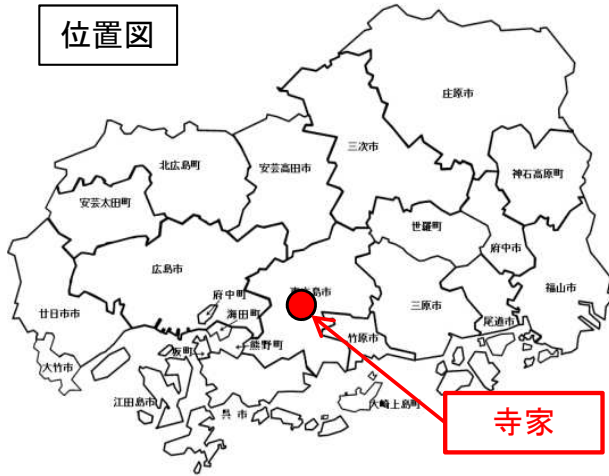 位置図
庄原市
三次市
北広島町
安芸高田市
神石高原町
安芸太田町
世羅町
府中市
広島市
東広島市
福山市
府中町
三原市
廿日市市
海田町
尾道市
竹原市
坂町
熊野町
大竹市
江田島市
大崎上島町
呉市
寺家